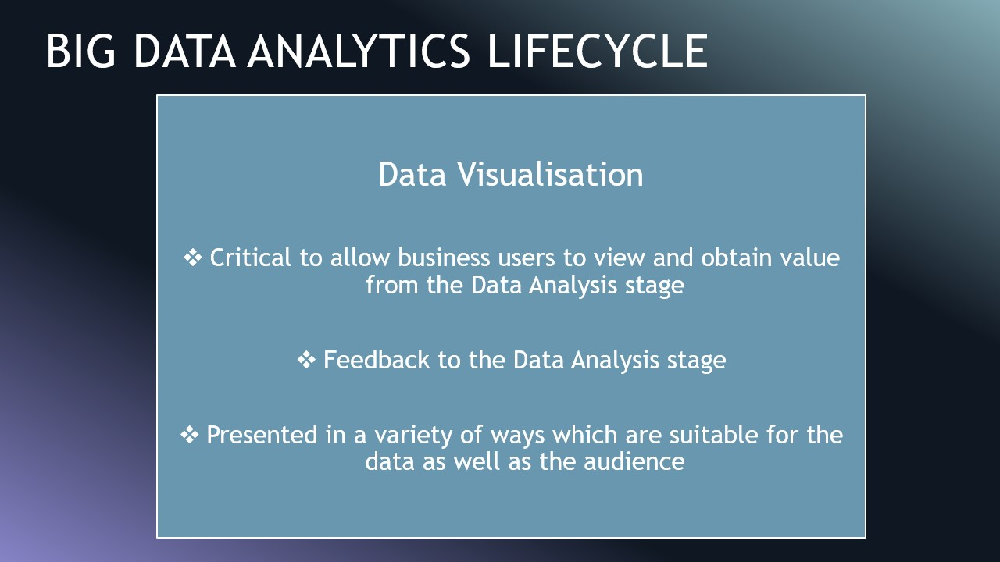 BIG DATA ANALYTICS LIFECYCLE
Data Visualisation
❖ Critical to allow business users to view and obtain value
from the Data Analysis stage
❖ Feedback to the Data Analysis stage
❖ Presented in a variety of ways which are suitable for the
data as well as the audience